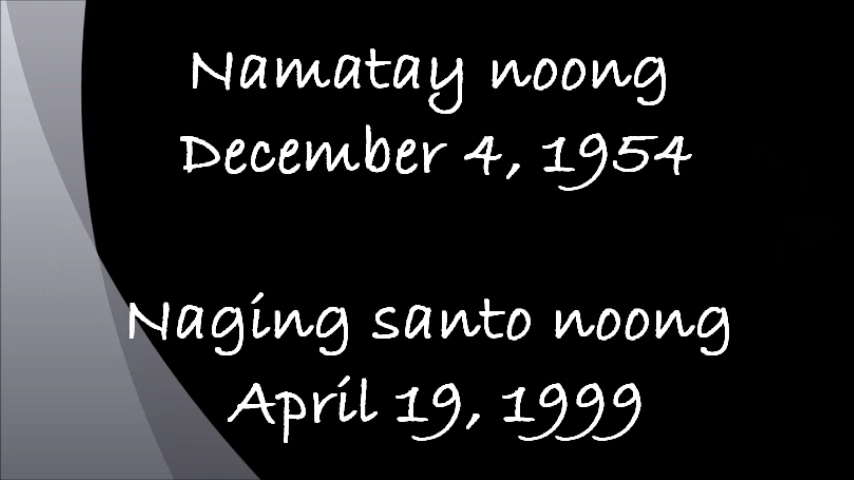 Namatay noong
December 4, 1954
Naging santo noong
April 19, 1999